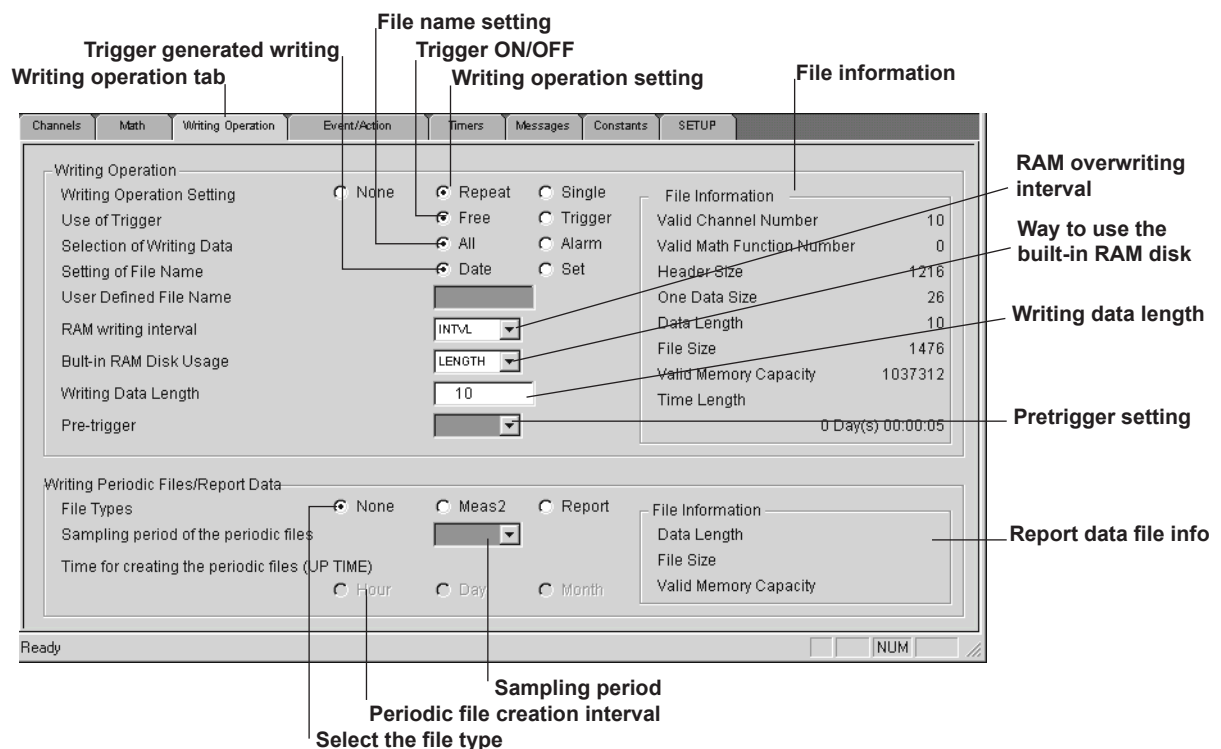 File name setting
Trigger generated writing Trigger ON/OFF
Writing operation tab Writing operation setting File information
Channels Math Writing Operation Event/Action Timers Messages Constants SETUP
Writing Operation
Writing Operation Setting None Repeat Single
Use of Trigger Free Trigger
Selection of Writing Data All Alarm
Setting of File Name Date Set
User Defined File Name
RAM writing interval INTVL
Bult-in RAM Disk Usage LENGTH
Writing Data Length 10
Pre-trigger
File Information
Valid Channel Number 10
Valid Math Function Number 0
Header Size 1216
One Data Size 26
Data Length 10
File Size 1476
Valid Memory Capacity 1037312
Time Length
0 Day(s) 00:00:05
RAM overwriting
interval
Way to use the
built-in RAM disk
Writing data length
Pretrigger setting
Writing Periodic Files/Report Data
File Types None Meas2 Report
Sampling period of the periodic files
Time for creating the periodic files (UP TIME)
Hour Day Month
File Information
Data Length
File Size
Valid Memory Capacity
Report data file info
Ready NUM
Sampling period
Periodic file creation interval
Select the file type